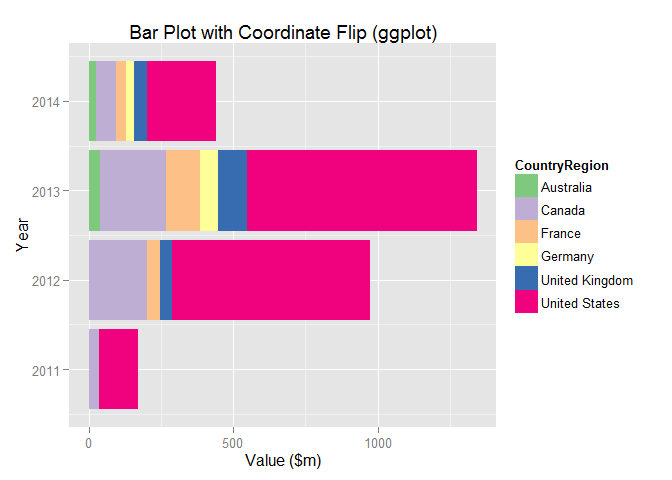 Bar Plot with Coordinate Flip (ggplot)
2014
2013
2012
2011
Year
0
500
1000
Value ($m)
CountryRegion
Australia
Canada
France
Germany
United Kingdom
United States